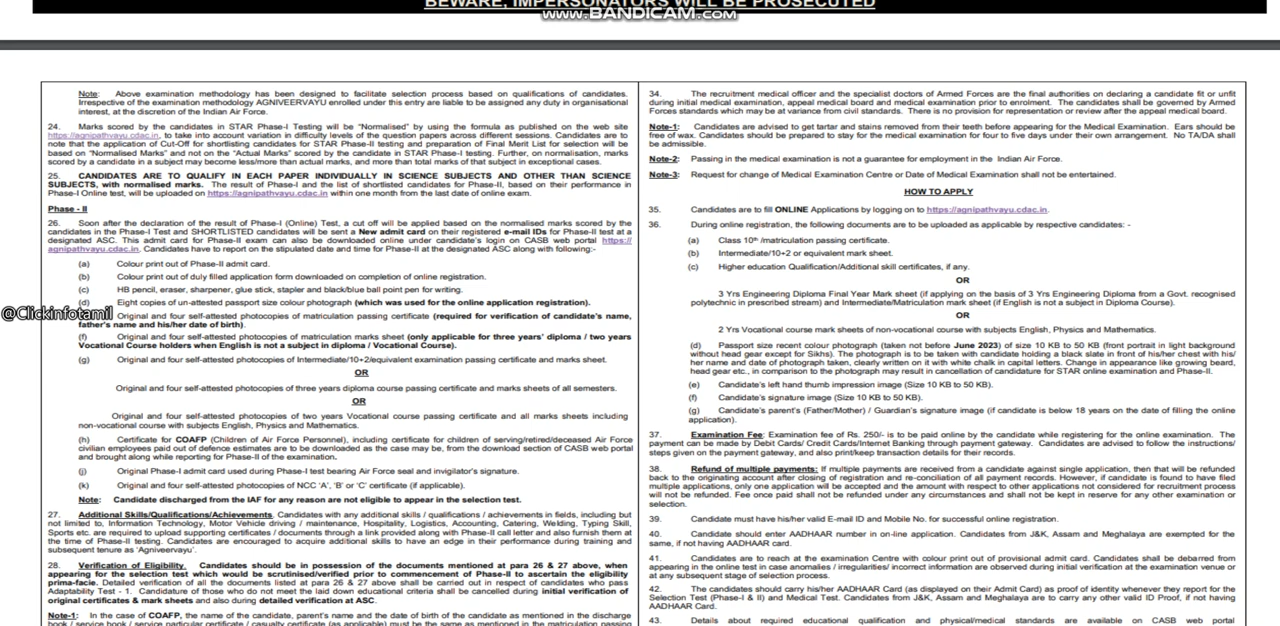 BEWARE, IMPERSONATORS WILL BE PROSECUTED
www.BANDICAM.com
Note: Above examination methodology has been designed to facilitate selection process based on qualifications of candidates.
Irrespective of the examination methodology AGNIVEERVAYU enrolled under this entry are liable to be assigned any duty in organisational
interest, at the discretion of the Indian Air Force.
24. Marks scored by the candidates in STAR Phase-I Testing will be “Normalised” by using the formula as published on the web site
https://agnipathvayu.cdac.in, to take into account variation in difficulty levels of the question papers across different sessions. Candidates are to
note that the application of Cut-Off for shortlisting candidates for STAR Phase-II testing and preparation of Final Merit List for selection will be
based on “Normalised Marks” and not on the “Actual Marks” scored by the candidate in STAR Phase-I testing. Further, on normalisation, marks
scored by a candidate in a subject may become less/more than actual marks, and more than total marks of that subject in exceptional cases.
25. CANDIDATES ARE TO QUALIFY IN EACH PAPER INDIVIDUALLY IN SCIENCE SUBJECTS AND OTHER THAN SCIENCE
SUBJECTS, with normalised marks. The result of Phase-I and the list of shortlisted candidates for Phase-II, based on their performance in
Phase-I Online test, will be uploaded on https://agnipathvayu.cdac.in within one month from the last date of online exam.
Phase - II
26. Soon after the declaration of the result of Phase-I (Online) Test, a cut off will be applied based on the normalised marks scored by the
candidates in the Phase-I Test and SHORTLISTED candidates will be sent a New admit card on their registered e-mail IDs for Phase-II test at a
designated ASC. This admit card for Phase-II exam can also be downloaded online under candidate's login on CASB web portal https://
agnipathvayu.cdac.in. Candidates have to report on the stipulated date and time for Phase-II at the designated ASC along with following:-
(a) Colour print out of Phase-II admit card.
(b) Colour print out of duly filled application form downloaded on completion of online registration.
(c) HB pencil, eraser, sharpener, glue stick, stapler and black/blue ball point pen for writing.
(d) Eight copies of un-attested passport size colour photograph (which was used for the online application registration).
@Clickinfotamil
Original and four self-attested photocopies of matriculation passing certificate (required for verification of candidate's name,
father's name and his/her date of birth).
(f) Original and four self-attested photocopies of matriculation marks sheet (only applicable for three years' diploma / two years
Vocational Course holders when English is not a subject in diploma / Vocational Course).
(g) Original and four self-attested photocopies of Intermediate/10+2/equivalent examination passing certificate and marks sheet.
OR
Original and four self-attested photocopies of three years diploma course passing certificate and marks sheets of all semesters.
OR
Original and four self-attested photocopies of two years Vocational course passing certificate and all marks sheets including
non-vocational course with subjects English, Physics and Mathematics.
(h) Certificate for COAFP (Children of Air Force Personnel), including certificate for children of serving/retired/deceased Air Force
civilian employees paid out of defence estimates are to be downloaded as the case may be, from the download section of CASB web portal
and brought along while reporting for Phase-II of the examination.
(j) Original Phase-I admit card used during Phase-I test bearing Air Force seal and invigilator's signature.
(k) Original and four self-attested photocopies of NCC 'A', 'B' or 'C' certificate (if applicable).
Note: Candidate discharged from the IAF for any reason are not eligible to appear in the selection test.
27. Additional Skills/Qualifications/Achievements. Candidates with any additional skills / qualifications / achievements in fields, including but
not limited to, Information Technology, Motor Vehicle driving / maintenance, Hospitality, Logistics, Accounting, Catering, Welding, Typing Skill,
Sports etc. are required to upload supporting certificates / documents through a link provided along with Phase-II call letter and also furnish them at
the time of Phase-II testing. Candidates are encouraged to acquire additional skills to have an edge in their performance during training and
subsequent tenure as 'Agniveervayu'.
28. Verification of Eligibility. Candidates should be in possession of the documents mentioned at para 26 & 27 above, when
appearing for the selection test which would be scrutinised/verified prior to commencement of Phase-II to ascertain the eligibility
prima-facie. Detailed verification of all the documents listed at para 26 & 27 above shall be carried out in respect of candidates who pass
Adaptability Test - 1. Candidature of those who do not meet the laid down educational criteria shall be cancelled during initial verification of
original certificates & mark sheets and also during detailed verification at ASC.
Note-1: In the case of COAFP, the name of the candidate, parent's name and the date of birth of the candidate as mentioned in the discharge
book / service book / service particular certificate / casualty certificate (as applicable) must be the same as mentioned in the matriculation passing
34. The recruitment medical officer and the specialist doctors of Armed Forces are the final authorities on declaring a candidate fit or unfit
during initial medical examination, appeal medical board and medical examination prior to enrolment. The candidates shall be governed by Armed
Forces standards which may be at variance from civil standards. There is no provision for representation or review after the appeal medical board.
Note-1: Candidates are advised to get tartar and stains removed from their teeth before appearing for the Medical Examination. Ears should be
free of wax. Candidates should be prepared to stay for the medical examination for four to five days under their own arrangement. No TA/DA shall
be admissible.
Note-2: Passing in the medical examination is not a guarantee for employment in the Indian Air Force.
Note-3: Request for change of Medical Examination Centre or Date of Medical Examination shall not be entertained.
HOW TO APPLY
35. Candidates are to fill ONLINE Applications by logging on to https://agnipathvayu.cdac.in.
36. During online registration, the following documents are to be uploaded as applicable by respective candidates: -
(a) Class 10th /matriculation passing certificate.
(b) Intermediate/10+2 or equivalent mark sheet.
(c) Higher education Qualification/Additional skill certificates, if any.
OR
3 Yrs Engineering Diploma Final Year Mark sheet (if applying on the basis of 3 Yrs Engineering Diploma from a Govt. recognised
polytechnic in prescribed stream) and Intermediate/Matriculation mark sheet (if English is not a Subject in Diploma Course).
OR
2 Yrs Vocational course mark sheets of non-vocational course with subjects English, Physics and Mathematics.
(d) Passport size recent colour photograph (taken not before June 2023) of size 10 KB to 50 KB (front portrait in light background
without head gear except for Sikhs). The photograph is to be taken with candidate holding a black slate in front of his/her chest with his/
her name and date of photograph taken, clearly written on it with white chalk in capital letters. Change in appearance like growing beard,
head gear etc., in comparison to the photograph may result in cancellation of candidature for STAR online examination and Phase-II.
(e) Candidate's left hand thumb impression image (Size 10 KB to 50 KB).
(f) Candidate's signature image (Size 10 KB to 50 KB).
(g) Candidate's parent's (Father/Mother) / Guardian's signature image (if candidate is below 18 years on the date of filling the online
application).
37. Examination Fee: Examination fee of Rs. 250/- is to be paid online by the candidate while registering for the online examination. The
payment can be made by Debit Cards/ Credit Cards/Internet Banking through payment gateway. Candidates are advised to follow the instructions/
steps given on the payment gateway, and also print/keep transaction details for their records.
38. Refund of multiple payments: If multiple payments are received from a candidate against single application, then that will be refunded
back to the originating account after closing of registration and re-conciliation of all payment records. However, if candidate is found to have filed
multiple applications, only one application will be accepted and the amount with respect to other applications not considered for recruitment process
will not be refunded. Fee once paid shall not be refunded under any circumstances and shall not be kept in reserve for any other examination or
selection.
39. Candidate must have his/her valid E-mail ID and Mobile No. for successful online registration.
40. Candidate should enter AADHAAR number in on-line application. Candidates from J&K, Assam and Meghalaya are exempted for the
same, if not having AADHAAR card.
41. Candidates are to reach at the examination Centre with colour print out of provisional admit card. Candidates shall be debarred from
appearing in the online test in case anomalies / irregularities/ incorrect information are observed during initial verification at the examination venue or
at any subsequent stage of selection process.
42. The candidates should carry his/her AADHAAR Card (as displayed on their Admit Card) as proof of identity whenever they report for the
Selection Test (Phase-I & II) and Medical Test. Candidates from J&K, Assam and Meghalaya are to carry any other valid ID Proof, if not having
AADHAAR Card.
43. Details about required educational qualification and physical/medical standards are available on CASB web portal